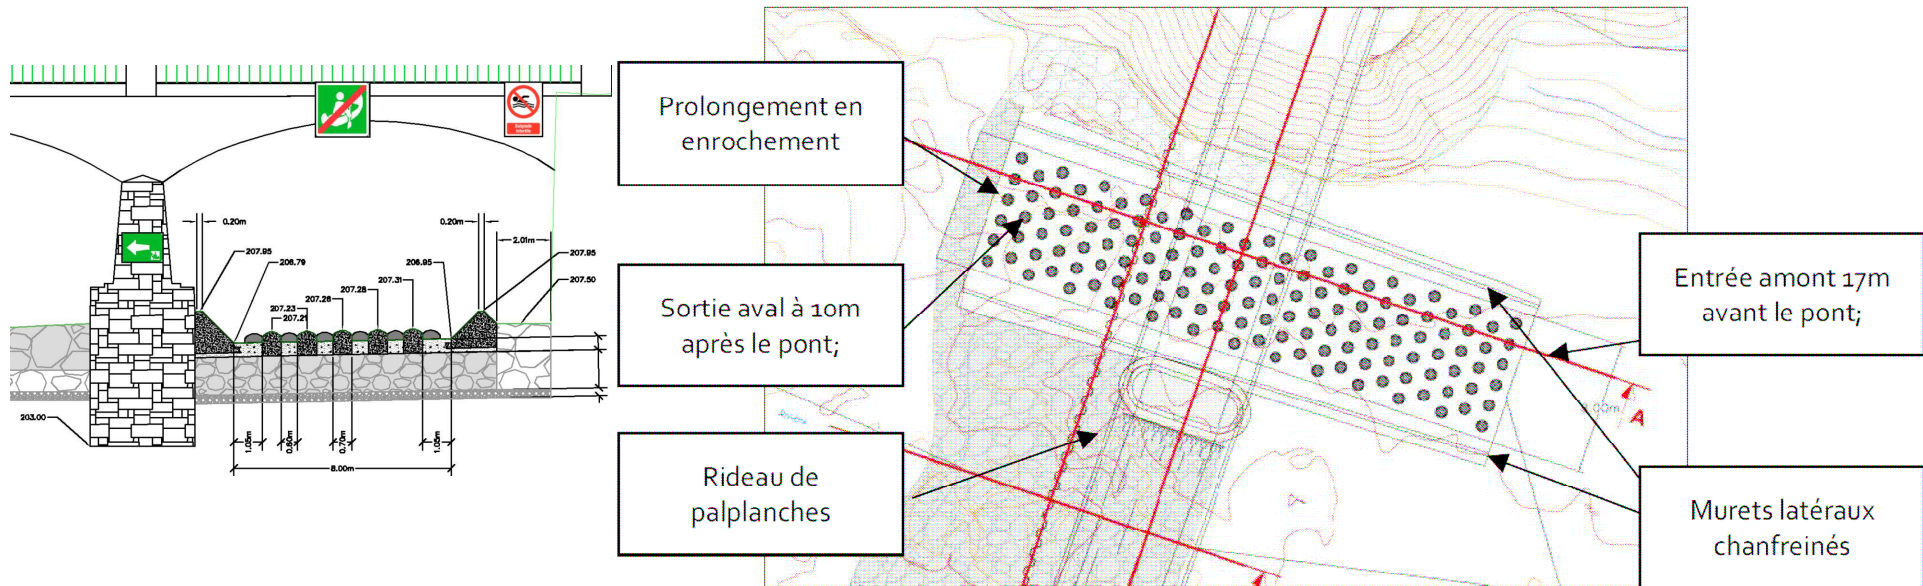 0.20m
0.20m
2.01m
207.95
206.79
206.95
207.95
207.50
207.31
207.28
207.26
207.23
207.21
203.00
1.05m
0.60m
0.70m
1.05m
8.00m
Prolongement en
enrochement
Sortie aval à 10m
après le pont;
Rideau de
palplanches
Entrée amont 17m
avant le pont;
Murets latéraux
chanfreinés
A